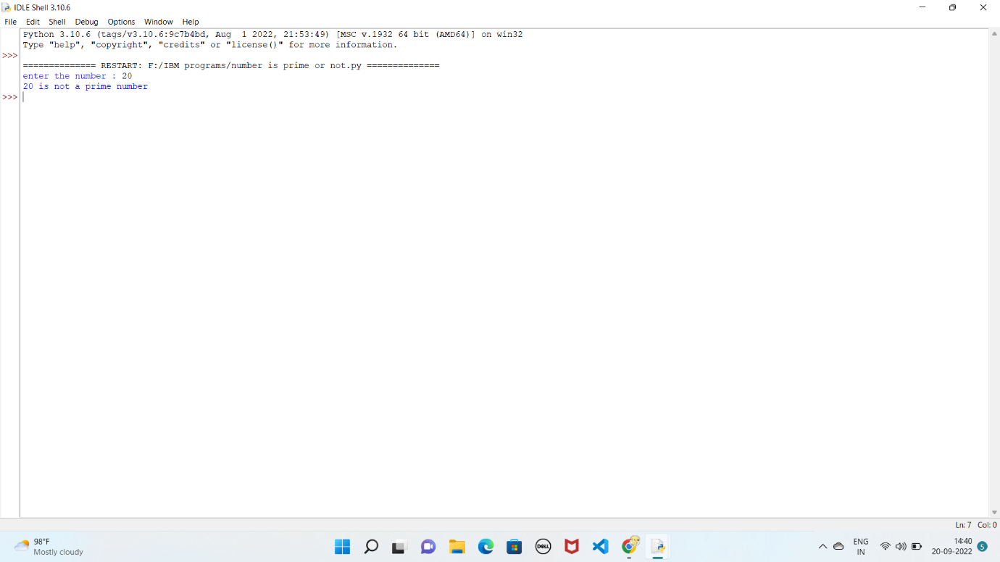 IDLE Shell 3.10.6
File Edit Shell Debug Options Window Help
Python 3.10.6 (tags/v3.10.6:9c7b4bd, Aug  1 2022, 21:53:49) [MSC v.1932 64 bit (AMD64)] on win32
Type "help", "copyright", "credits" or "license()" for more information.
>>>
============== RESTART: F:/IBM programs/number is prime or not.py ==============
enter the number : 20
20 is not a prime number
>>>
Ln: 7 Col: 0
98°F
Mostly cloudy
DELL
ENG
IN
14:40
20-09-2022
5